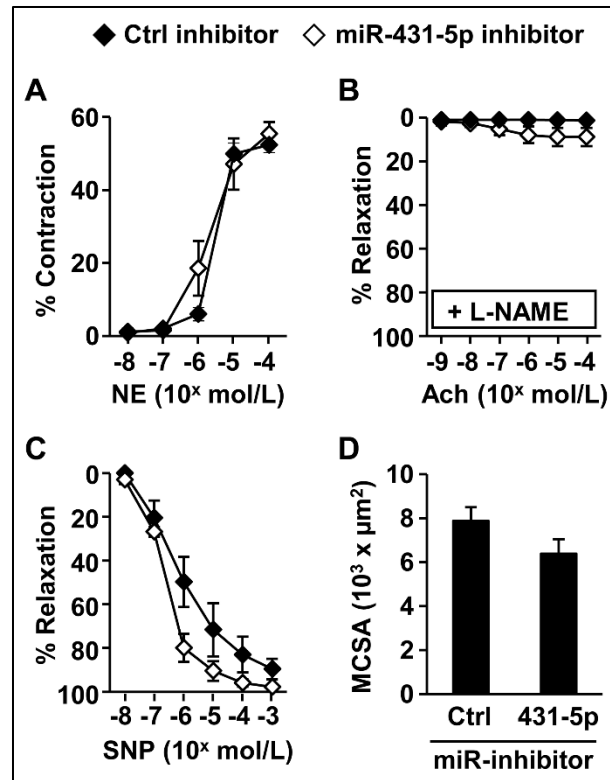 Ctrl inhibitor miR-431-5p inhibitor
A
60
40
20
0
% Contraction
-8 -7 -6 -5 -4
NE (10ˣ mol/L)
B
0
20
40
60
80
100
% Relaxation
+ L-NAME
-9 -8 -7 -6 -5 -4
Ach (10ˣ mol/L)
C
0
20
40
60
80
100
% Relaxation
-8 -7 -6 -5 -4 -3
SNP (10ˣ mol/L)
D
10
8
6
4
2
0
MCSA (10³ x µm²)
Ctrl 431-5p
miR-inhibitor